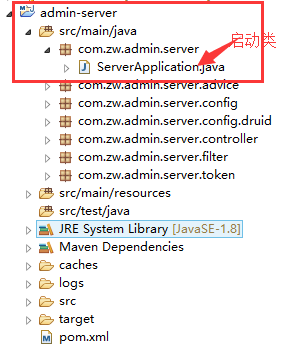 admin-server
src/main/java
com.zw.admin.server
启动类
ServerApplication.java
com.zw.admin.server.advice
com.zw.admin.server.config
com.zw.admin.server.config.druid
com.zw.admin.server.controller
com.zw.admin.server.filter
com.zw.admin.server.token
src/main/resources
src/test/java
JRE System Library [JavaSE-1.8]
Maven Dependencies
caches
logs
src
target
pom.xml